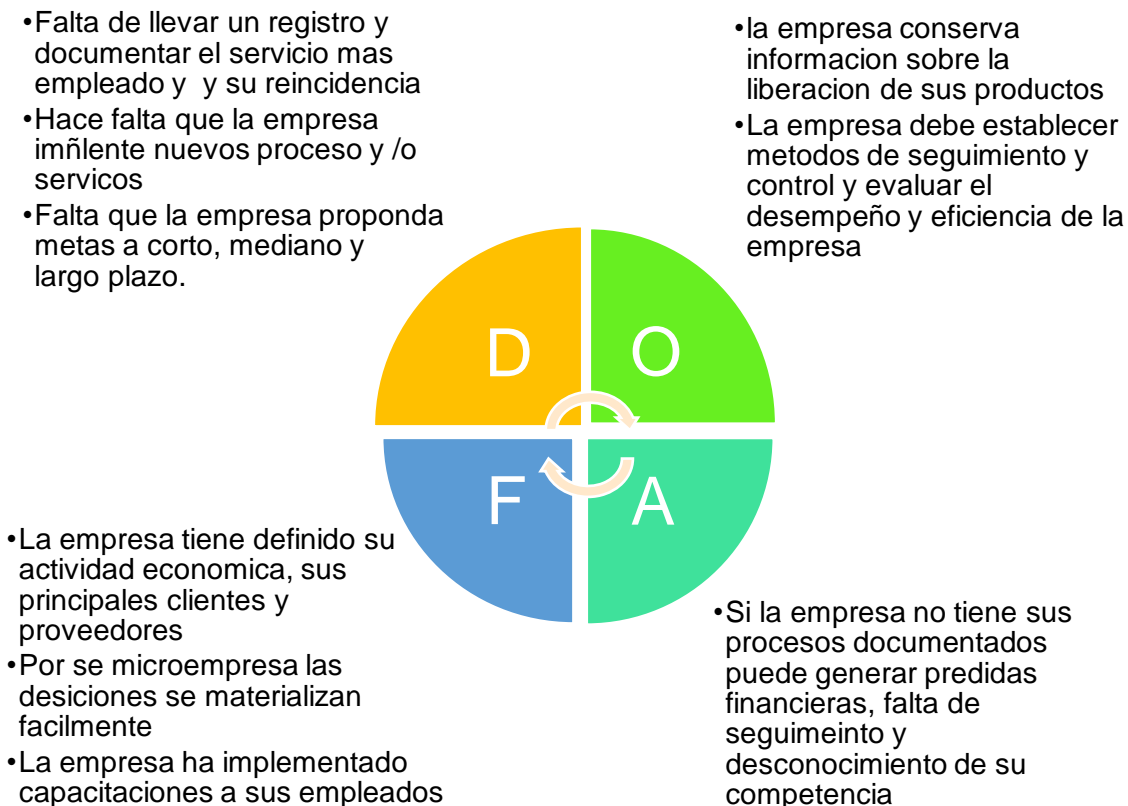 •Falta de llevar un registro y
documentar el servicio mas
empleado y  y su reincidencia
•Hace falta que la empresa
imñlente nuevos proceso y /o
servicos
•Falta que la empresa proponda
metas a corto, mediano y
largo plazo.
•la empresa conserva
informacion sobre la
liberacion de sus productos
•La empresa debe establecer
metodos de seguimiento y
control y evaluar el
desempeño y eficiencia de la
empresa
D
O
F
A
•La empresa tiene definido su
actividad economica, sus
principales clientes y
proveedores
•Por se microempresa las
desiciones se materializan
facilmente
•La empresa ha implementado
capacitaciones a sus empleados
•Si la empresa no tiene sus
procesos documentados
puede generar predidas
financieras, falta de
seguimeinto y
desconocimiento de su
competencia